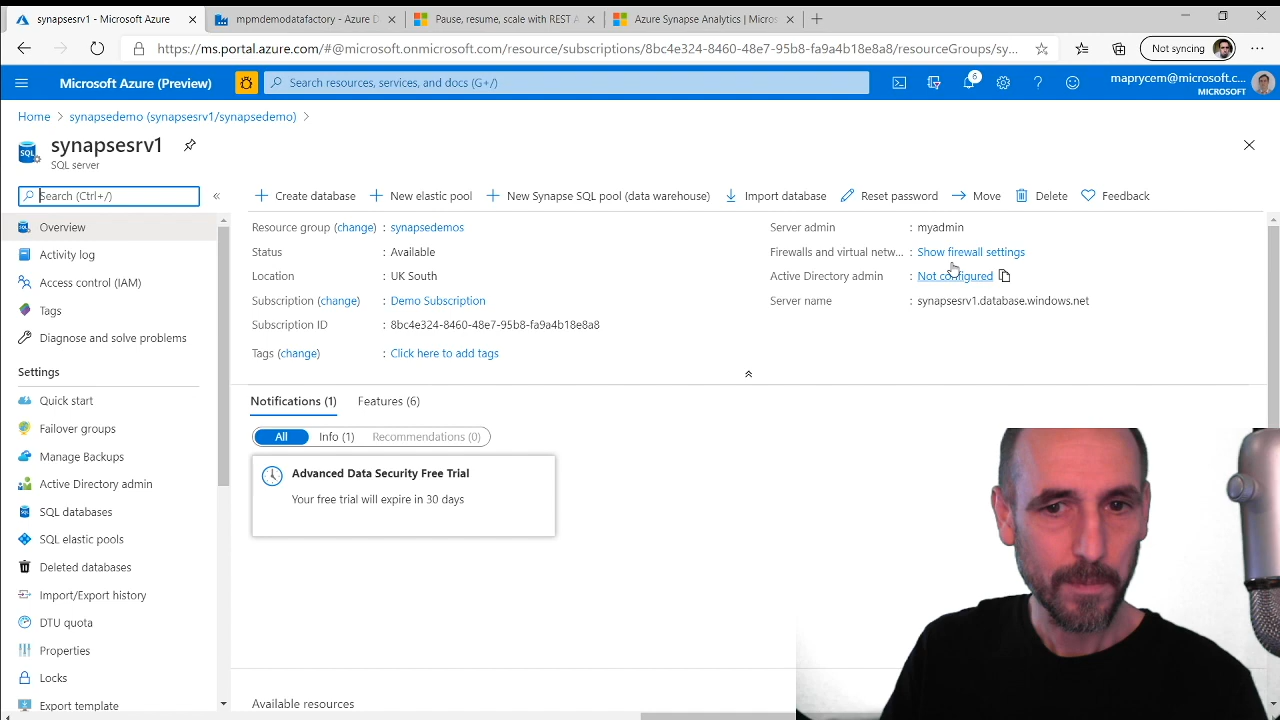 synapsesrv1 - Microsoft Azure
mpmdemodatafactory - Azure D
Pause, resume, scale with REST A
Azure Synapse Analytics | Micros
https://ms.portal.azure.com/#@microsoft.onmicrosoft.com/resource/subscriptions/8bc4e324-8460-48e7-95b8-fa9a4b18e8a8/resourceGroups/sy...
Not syncing
Microsoft Azure (Preview)
Search resources, services, and docs (G+/)
6
maprycem@microsoft.c...
MICROSOFT
Home > synapsedemo (synapsesrv1/synapsedemo) >
SQL
synapsesrv1
SQL server
Search (Ctrl+/)
«
Create database
New elastic pool
New Synapse SQL pool (data warehouse)
Import database
Reset password
Move
Delete
Feedback
Overview
Activity log
Access control (IAM)
Tags
Diagnose and solve problems
Settings
Quick start
Failover groups
Manage Backups
Active Directory admin
SQL databases
SQL elastic pools
Deleted databases
Import/Export history
DTU quota
Properties
Locks
Export template
Resource group (change) : synapsedemos
Status : Available
Location : UK South
Subscription (change) : Demo Subscription
Subscription ID : 8bc4e324-8460-48e7-95b8-fa9a4b18e8a8
Tags (change) : Click here to add tags
Server admin : myadmin
Firewalls and virtual netw... : Show firewall settings
Active Directory admin : Not configured
Server name : synapsesrv1.database.windows.net
Notifications (1)
Features (6)
All
Info (1)
Recommendations (0)
Advanced Data Security Free Trial
Your free trial will expire in 30 days
Available resources